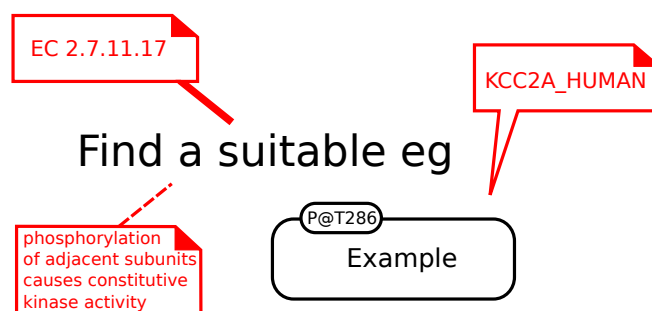 EC 2.7.11.17
KCC2A_HUMAN
Find a suitable eg
P@T286
Example
phosphorylation
of adjacent subunits
causes constitutive
kinase activity